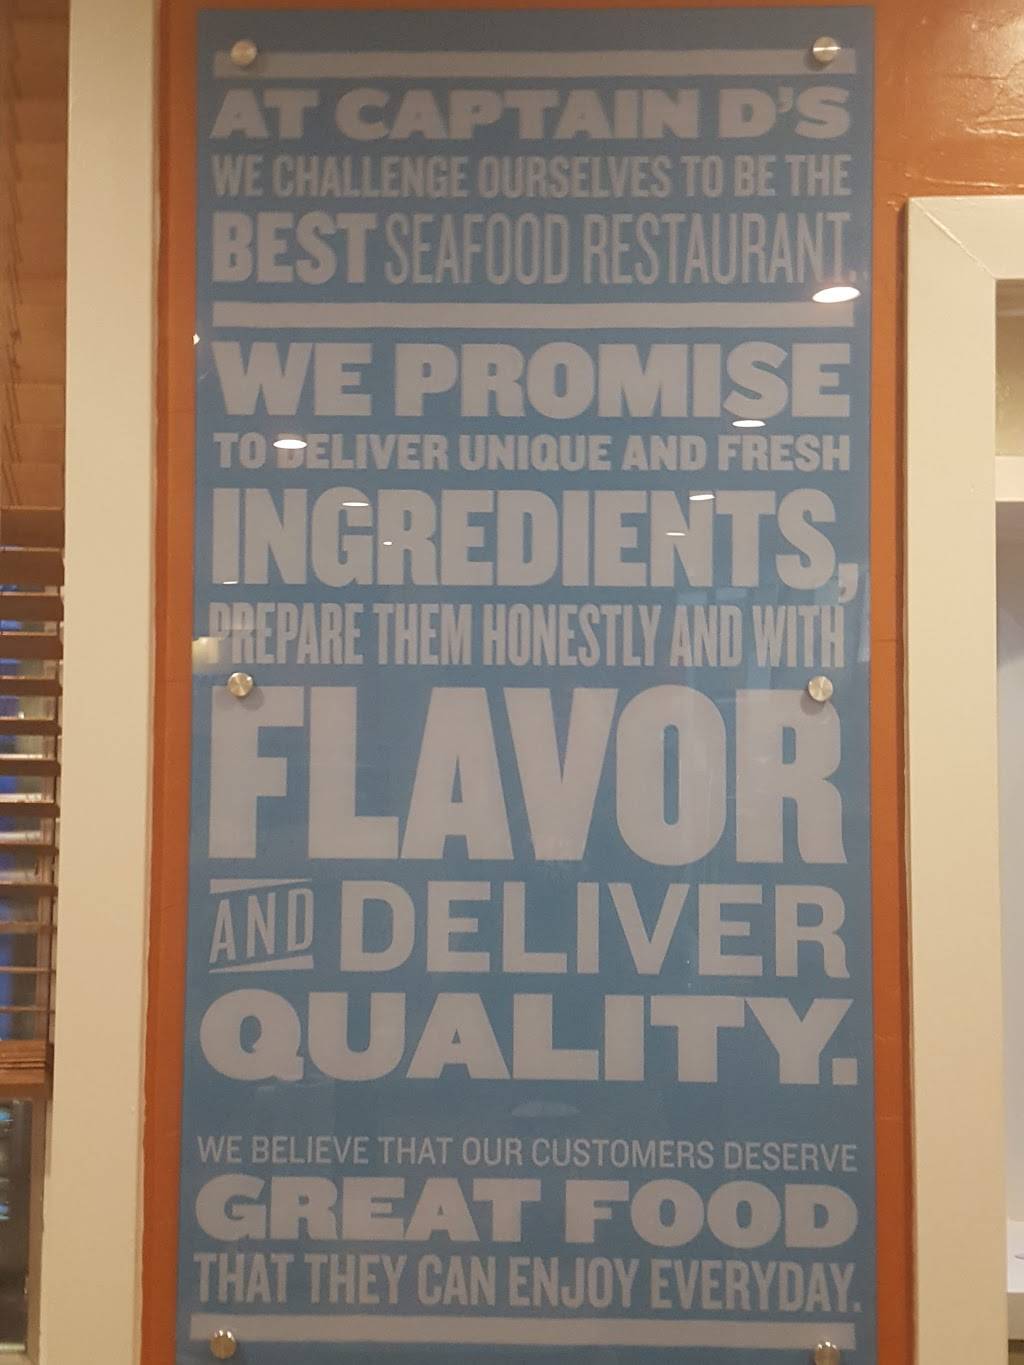 AT CAPTAIN D'S
WE CHALLENGE OURSELVES TO BE THE
BEST SEAFOOD RESTAURANT..
WE PROMISE
TO DELIVER UNIQUE AND FRESH
INGREDIENTS,
PREPARE THEM HONESTLY AND WITH
FLAVOR
AND DELIVER
QUALITY.
WE BELIEVE THAT OUR CUSTOMERS DESERVE
GREAT FOOD
THAT THEY CAN ENJOY EVERYDAY.